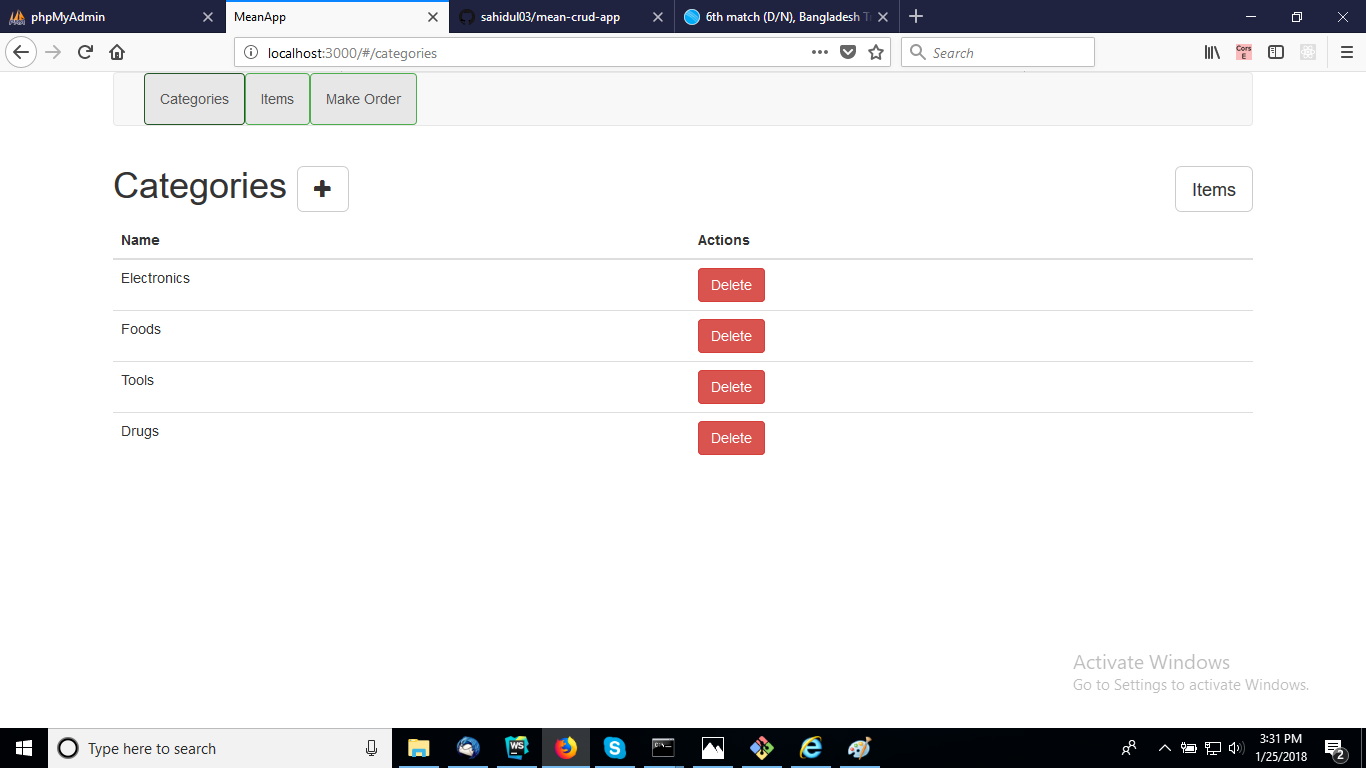 phpMyAdmin
MeanApp
sahidul03/mean-crud-app
6th match (D/N), Bangladesh
localhost:3000/#/categories
Search
Cors E
Categories
Items
Make Order
Categories
Items
Name Actions
Electronics Delete
Foods Delete
Tools Delete
Drugs Delete
Activate Windows
Go to Settings to activate Windows.
Type here to search
WS
3:31 PM
1/25/2018
2